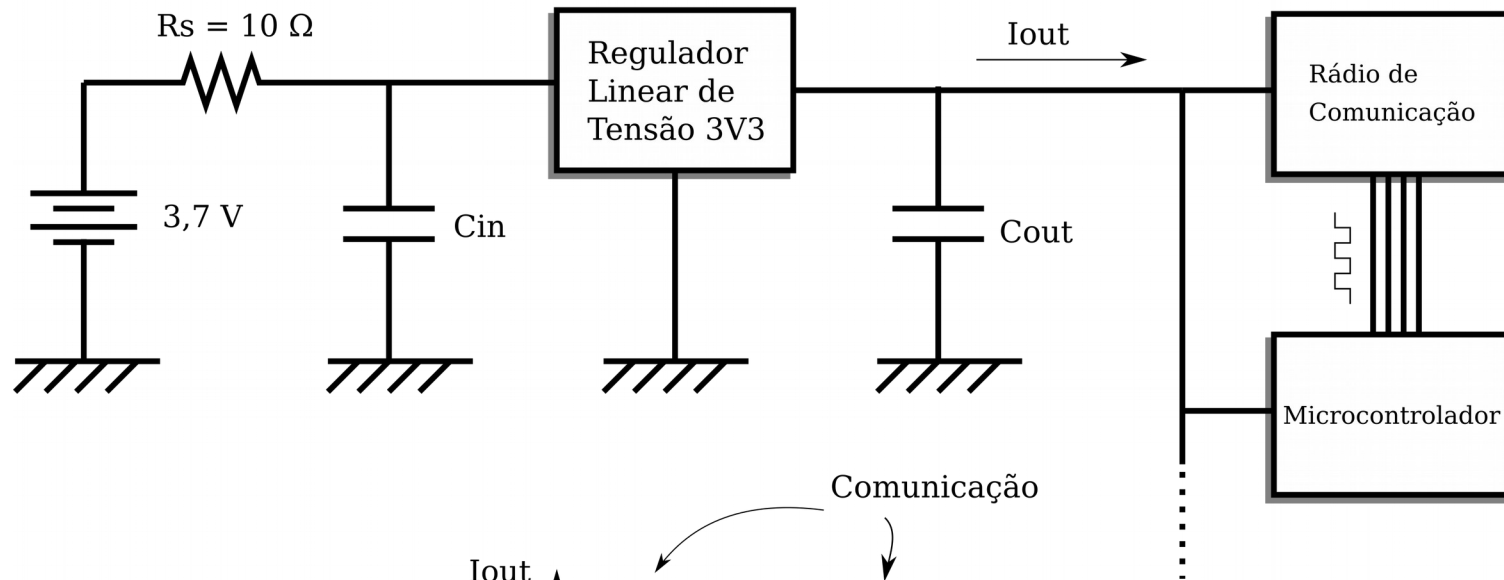 Rs = 10 Ω
Iout
Regulador
Linear de
Tensão 3V3
Rádio de
Comunicação
3,7 V
Cin
Cout
Microcontrolador
Comunicação
Iout